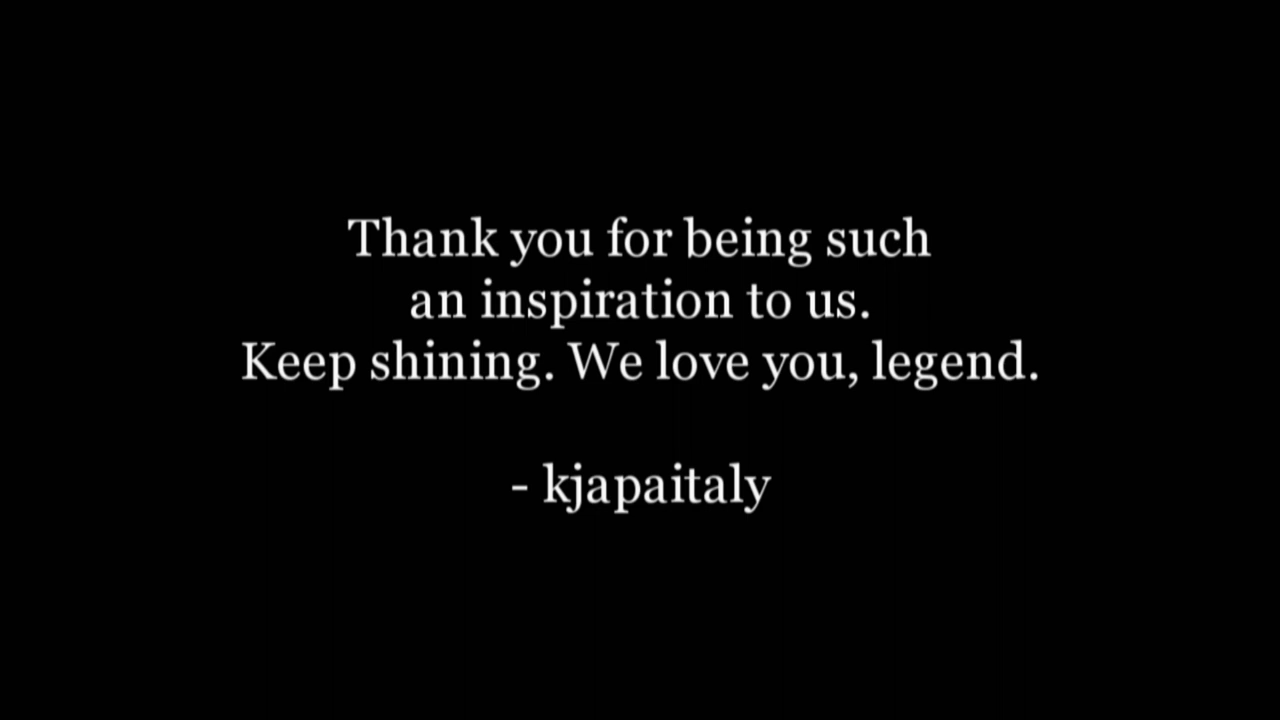 Thank you for being such
an inspiration to us.
Keep shining. We love you, legend.
- kjapaitaly